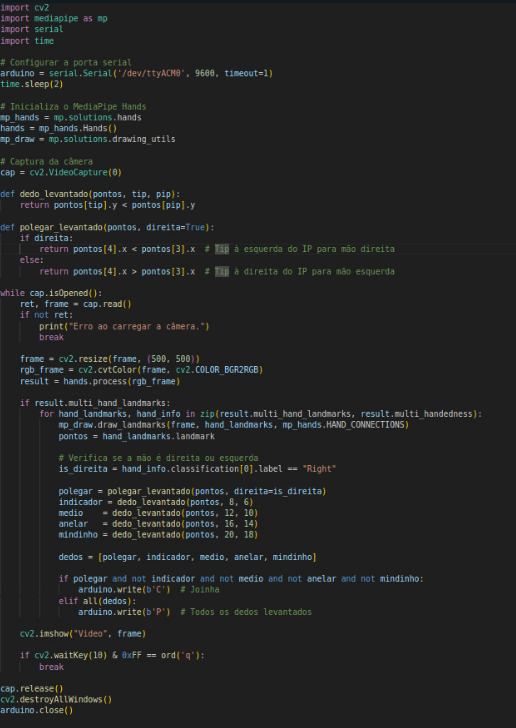 import cv2
import mediapipe as mp
import serial
import time
# Configurar a porta serial
arduino = serial.Serial('/dev/ttyACM0', 9600, timeout=1)
time.sleep(2)
# Inicializa o MediaPipe Hands
mp_hands = mp.solutions.hands
hands = mp_hands.Hands()
mp_draw = mp.solutions.drawing_utils
# Captura da câmera
cap = cv2.VideoCapture(0)
def dedo_levantado(pontos, tip, pip):
    return pontos[tip].y < pontos[pip].y
def polegar_levantado(pontos, direita=True):
    if direita:
        return pontos[4].x < pontos[3].x  # Tip à esquerda do IP para mão direita
    else:
        return pontos[4].x > pontos[3].x  # Tip à direita do IP para mão esquerda
while cap.isOpened():
    ret, frame = cap.read()
    if not ret:
        print("Erro ao carregar a câmera.")
        break
    frame = cv2.resize(frame, (500, 500))
    rgb_frame = cv2.cvtColor(frame, cv2.COLOR_BGR2RGB)
    result = hands.process(rgb_frame)
    if result.multi_hand_landmarks:
        for hand_landmarks, hand_info in zip(result.multi_hand_landmarks, result.multi_handedness):
            mp_draw.draw_landmarks(frame, hand_landmarks, mp_hands.HAND_CONNECTIONS)
            pontos = hand_landmarks.landmark
            # Verifica se a mão é direita ou esquerda
            is_direita = hand_info.classification[0].label == "Right"
            polegar = polegar_levantado(pontos, direita=is_direita)
            indicador = dedo_levantado(pontos, 8, 6)
            medio    = dedo_levantado(pontos, 12, 10)
            anelar   = dedo_levantado(pontos, 16, 14)
            mindinho = dedo_levantado(pontos, 20, 18)
            dedos = [polegar, indicador, medio, anelar, mindinho]
            if polegar and not indicador and not medio and not anelar and not mindinho:
                arduino.write(b'C')  # Joinha
            elif all(dedos):
                arduino.write(b'P')  # Todos os dedos levantados
    cv2.imshow("Video", frame)
    if cv2.waitKey(10) & 0xFF == ord('q'):
        break
cap.release()
cv2.destroyAllWindows()
arduino.close()